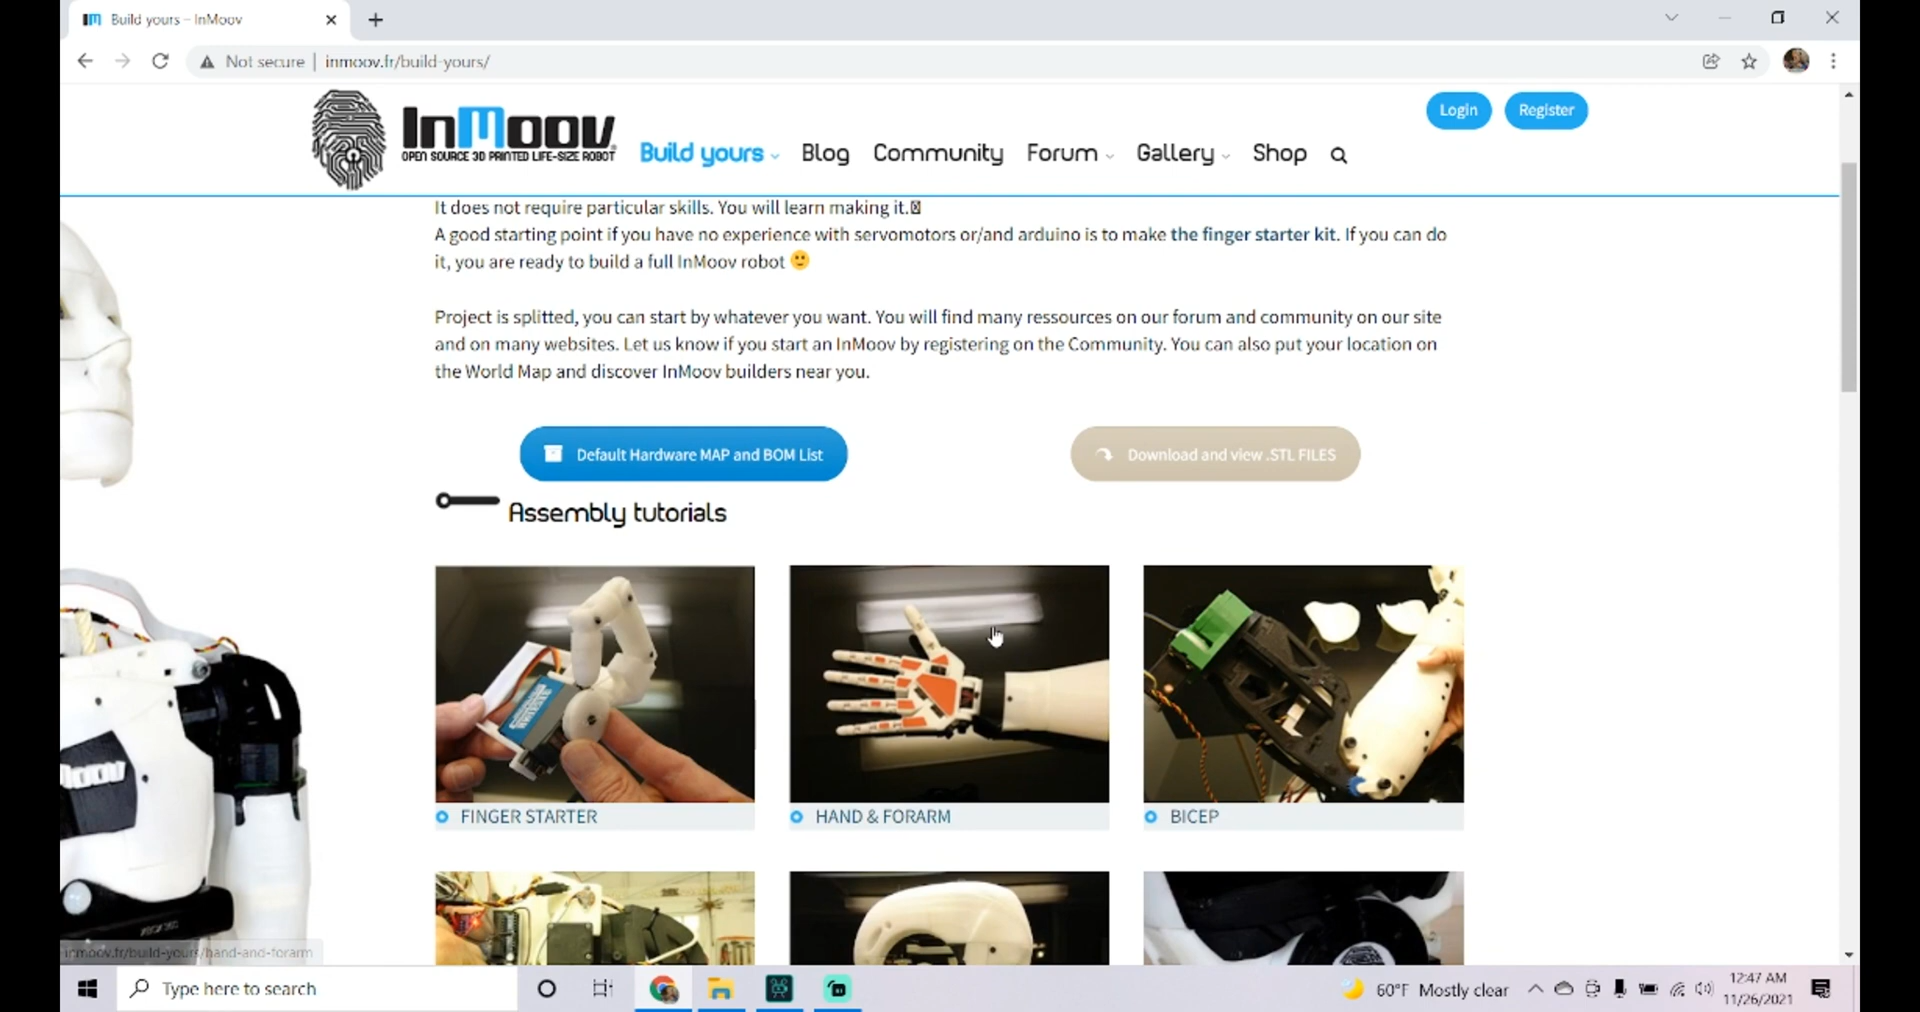 Build yours – InMoov
Not secure | inmoov.fr/build-yours/
Login Register
InMoov
OPEN SOURCE 3D PRINTED LIFE-SIZE ROBOT
Build yours Blog Community Forum Gallery Shop
It does not require particular skills. You will learn making it.
A good starting point if you have no experience with servomotors or/and arduino is to make the finger starter kit. If you can do
it, you are ready to build a full InMoov robot 🙂
Project is splitted, you can start by whatever you want. You will find many ressources on our forum and community on our site
and on many websites. Let us know if you start an InMoov by registering on the Community. You can also put your location on
the World Map and discover InMoov builders near you.
Default Hardware MAP and BOM List
Download and view .STL FILES
Assembly tutorials
FINGER STARTER
HAND & FORARM
BICEP
inmoov.fr/build-yours/hand-and-forarm
Type here to search
60°F Mostly clear
12:47 AM
11/26/2021